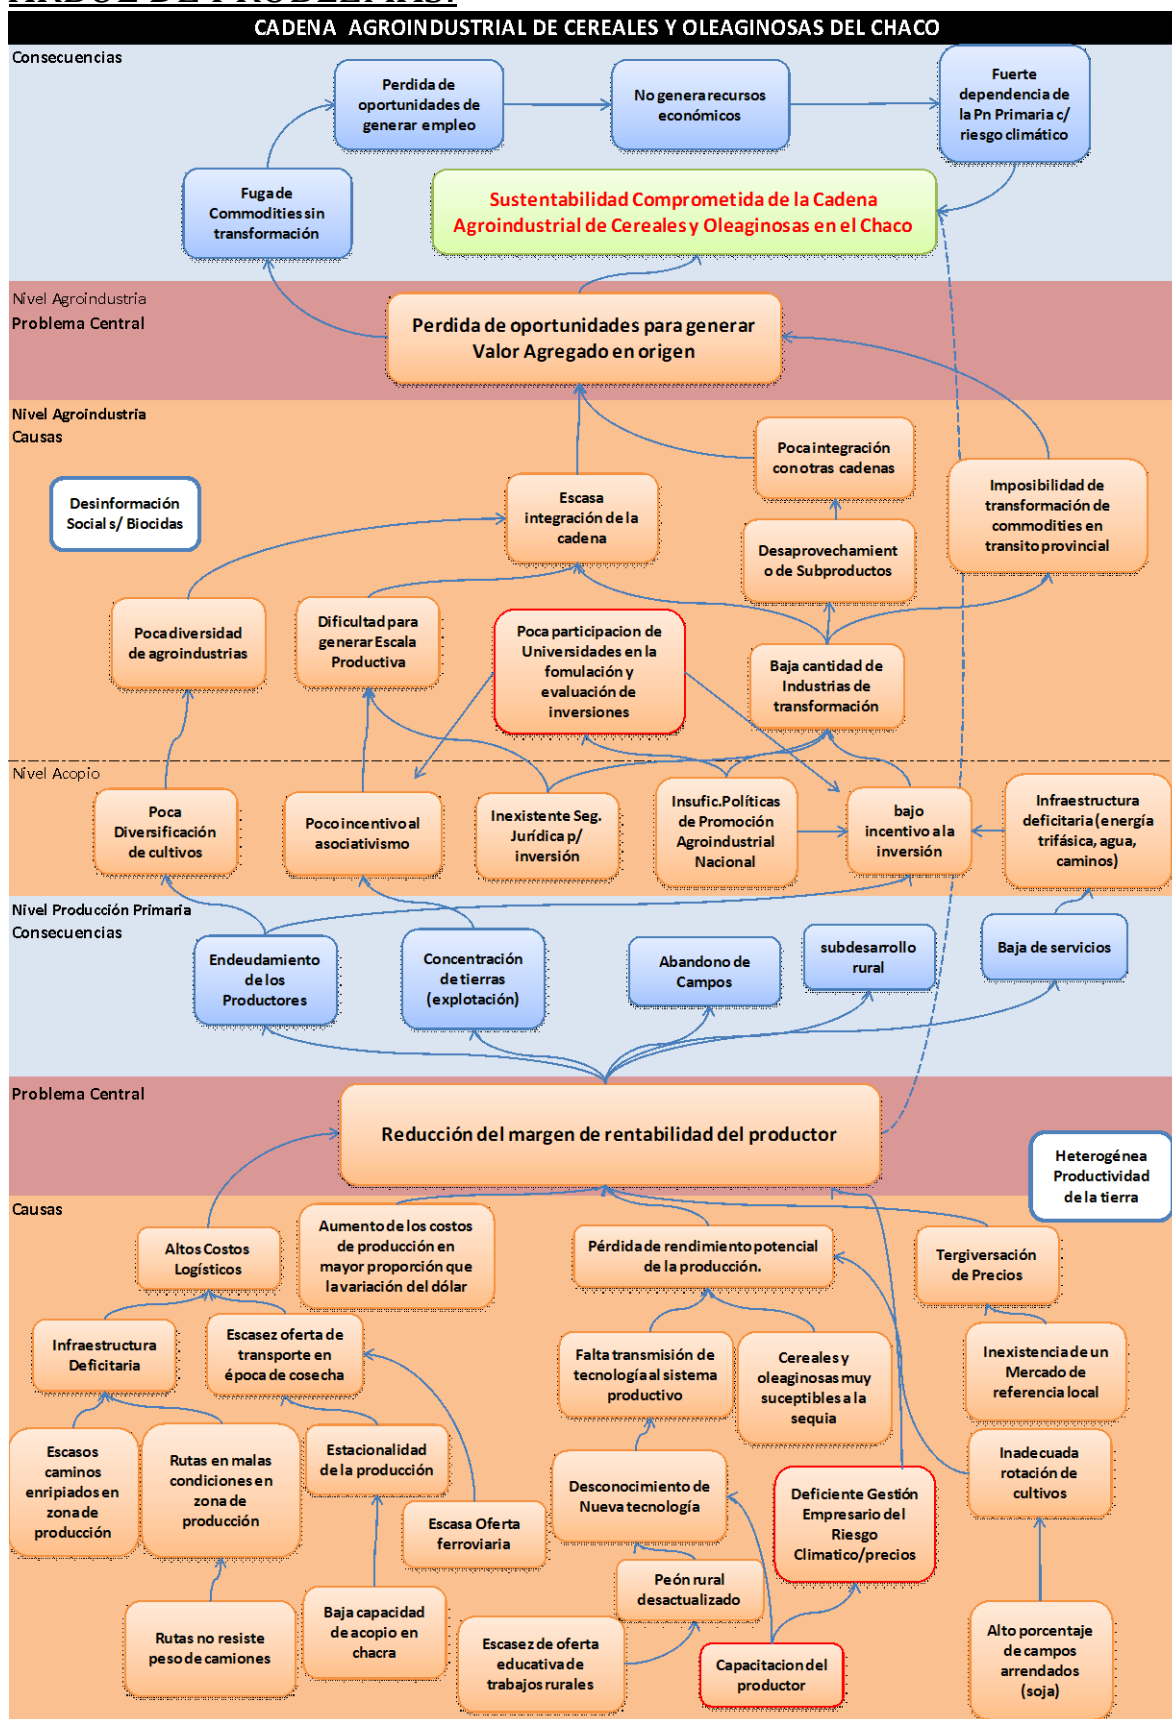 ÁRBOL DE PROBLEMAS:
CADENA AGROINDUSTRIAL DE CEREALES Y OLEAGINOSAS DEL CHACO
Consecuencias
Perdida de
oportunidades de
generar empleo
No genera recursos
económicos
Fuerte
dependencia de
la Pn Primaria c/
riesgo climático
Fuga de
Commodities sin
transformación
Sustentabilidad Comprometida de la Cadena
Agroindustrial de Cereales y Oleaginosas en el Chaco
Nivel Agroindustria
Problema Central
Perdida de oportunidades para generar
Valor Agregado en origen
Nivel Agroindustria
Causas
Poca integración
con otras cadenas
Desinformación
Social s/ Biocidas
Escasa
integración de la
cadena
Imposibilidad de
transformación de
commodities en
transito provincial
Desaprovechamient
o de Subproductos
Poca diversidad
de agroindustrias
Dificultad para
generar Escala
Productiva
Poca participacion de
Universidades en la
fomulación y
evaluación de
inversiones
Baja cantidad de
Industrias de
transformación
Nivel Acopio
Poca
Diversificación
de cultivos
Poco incentivo al
asociativismo
Inexistente Seg.
Jurídica p/
inversión
Insufic.Políticas
de Promoción
Agroindustrial
Nacional
bajo
incentivo a la
inversión
Infraestructura
deficitaria (energía
trifásica, agua,
caminos)
Nivel Producción Primaria
Consecuencias
Endeudamiento
de los
Productores
Concentración
de tierras
(explotación)
Abandono de
Campos
subdesarrollo
rural
Baja de servicios
Problema Central
Reducción del margen de rentabilidad del productor
Heterogénea
Productividad
de la tierra
Causas
Altos Costos
Logísticos
Aumento de los costos
de producción en
mayor proporción que
la variación del dólar
Pérdida de rendimiento potencial
de la producción.
Tergiversación
de Precios
Infraestructura
Deficitaria
Escasez oferta de
transporte en
época de cosecha
Falta transmisión de
tecnología al sistema
productivo
Cereales y
oleaginosas muy
suceptibles a la
sequia
Inexistencia de un
Mercado de
referencia local
Escasos
caminos
enripiados en
zona de
producción
Rutas en malas
condiciones en
zona de
producción
Estacionalidad
de la producción
Escasa Oferta
ferroviaria
Desconocimiento de
Nueva tecnología
Deficiente Gestión
Empresario del
Riesgo
Climatico/precios
Inadecuada
rotación de
cultivos
Peón rural
desactualizado
Rutas no resiste
peso de camiones
Baja capacidad
de acopio en
chacra
Escasez de oferta
educativa de
trabajos rurales
Capacitacion del
productor
Alto porcentaje
de campos
arrendados
(soja)